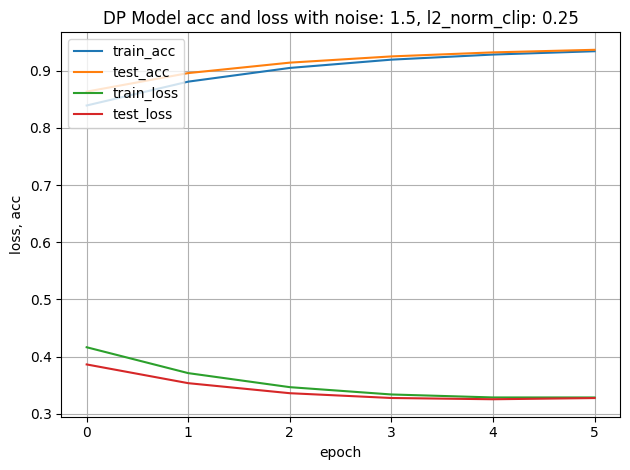 DP Model acc and loss with noise: 1.5, l2_norm_clip: 0.25
train_acc
test_acc
train_loss
test_loss
0.9
0.8
0.7
0.6
0.5
0.4
0.3
loss, acc
0 1 2 3 4 5
epoch